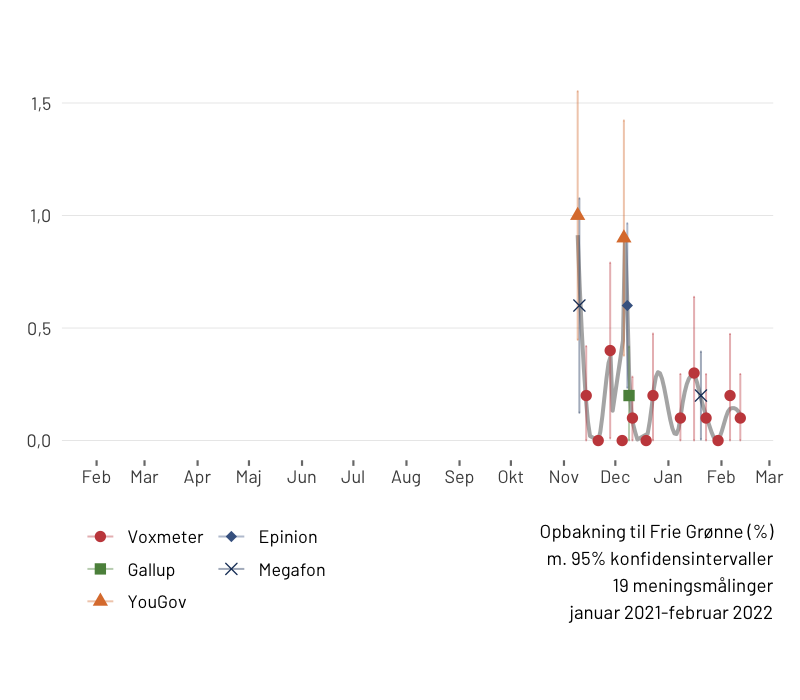 1,5
1,0
0,5
0,0
Feb Mar Apr Maj Jun Jul Aug Sep Okt Nov Dec Jan Feb Mar
Voxmeter Epinion
Gallup Megafon
YouGov
Opbakning til Frie Grønne (%)
m. 95% konfidensintervaller
19 meningsmålinger
januar 2021-februar 2022